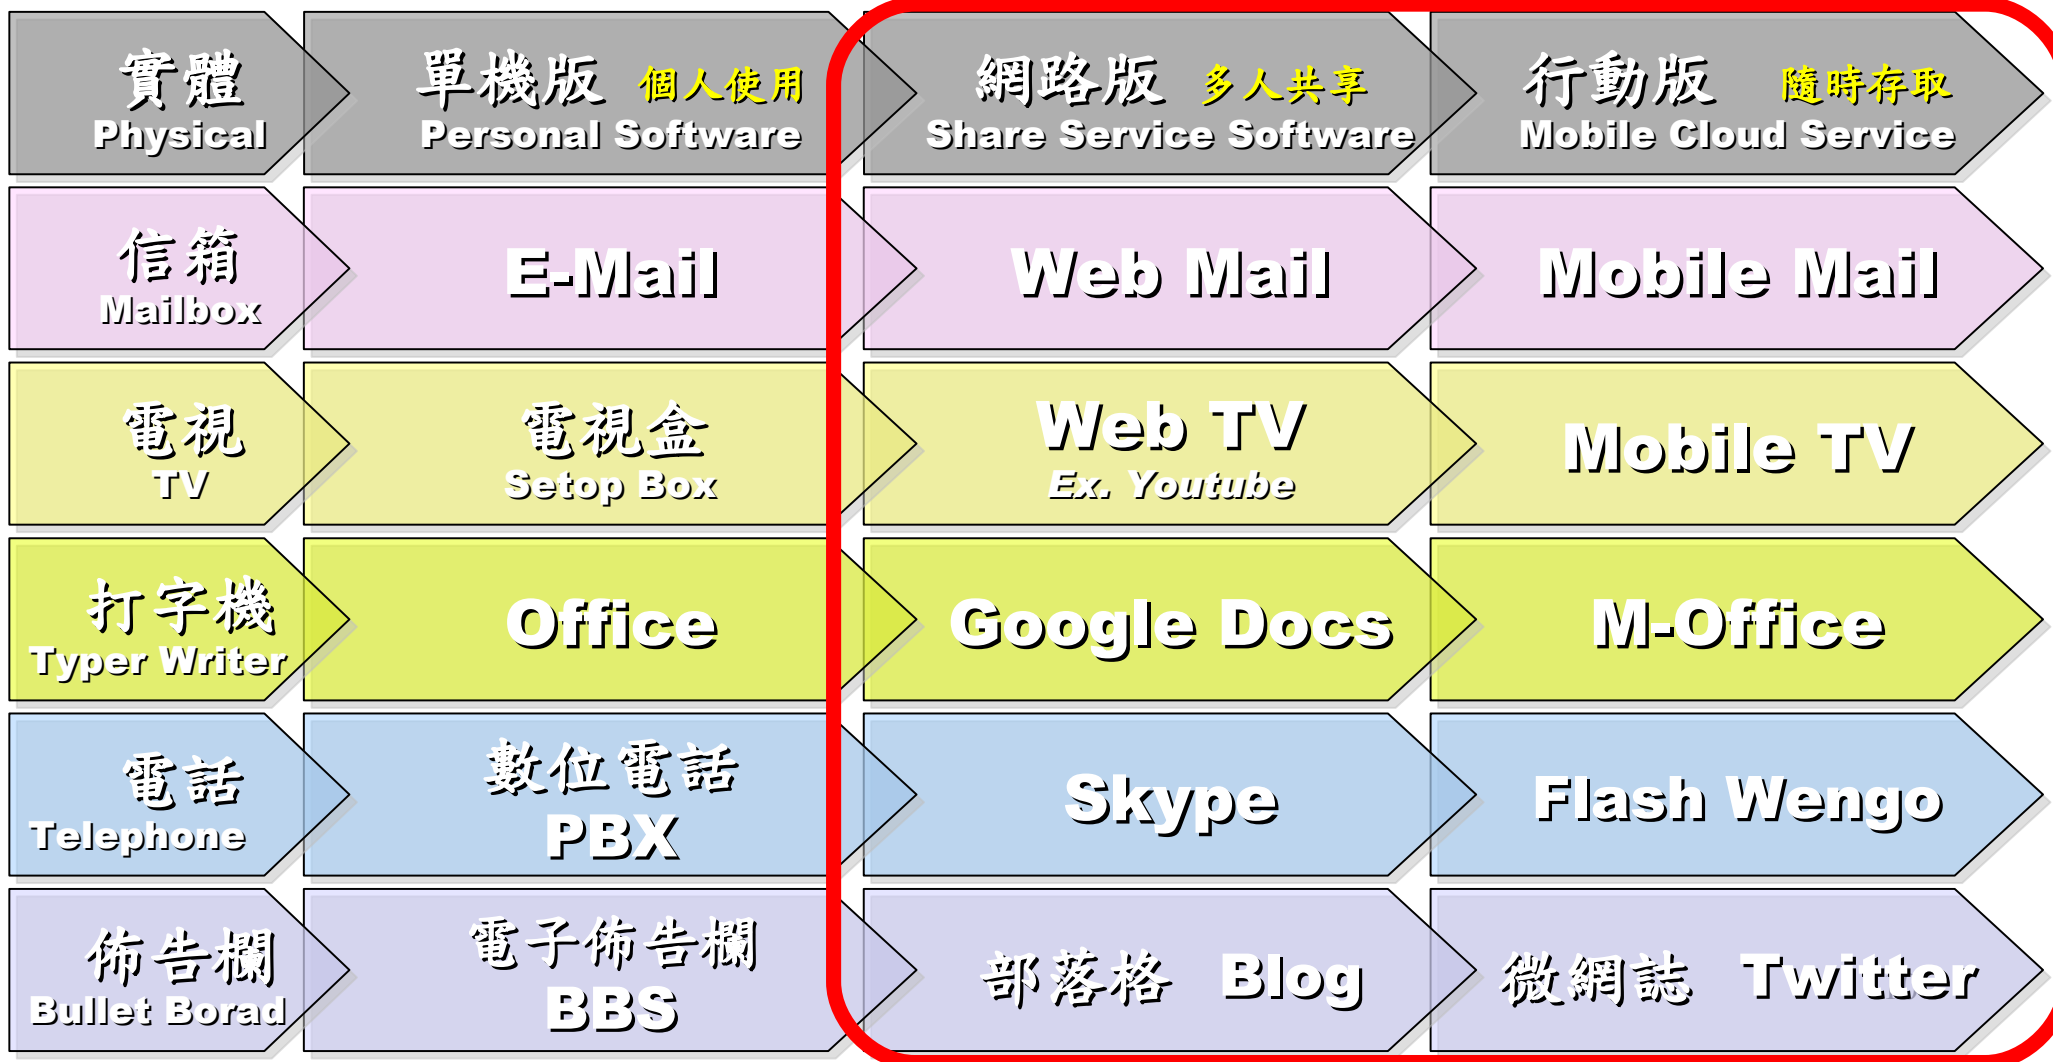 實體
Physical
單機版 個人使用
Personal Software
網路版 多人共享
Share Service Software
行動版 隨時存取
Mobile Cloud Service
信箱
Mailbox
E-Mail
Web Mail
Mobile Mail
電視
TV
電視盒
Setop Box
Web TV
Ex. Youtube
Mobile TV
打字機
Typer Writer
Office
Google Docs
M-Office
電話
Telephone
數位電話
PBX
Skype
Flash Wengo
佈告欄
Bullet Borad
電子佈告欄
BBS
部落格 Blog
微網誌 Twitter